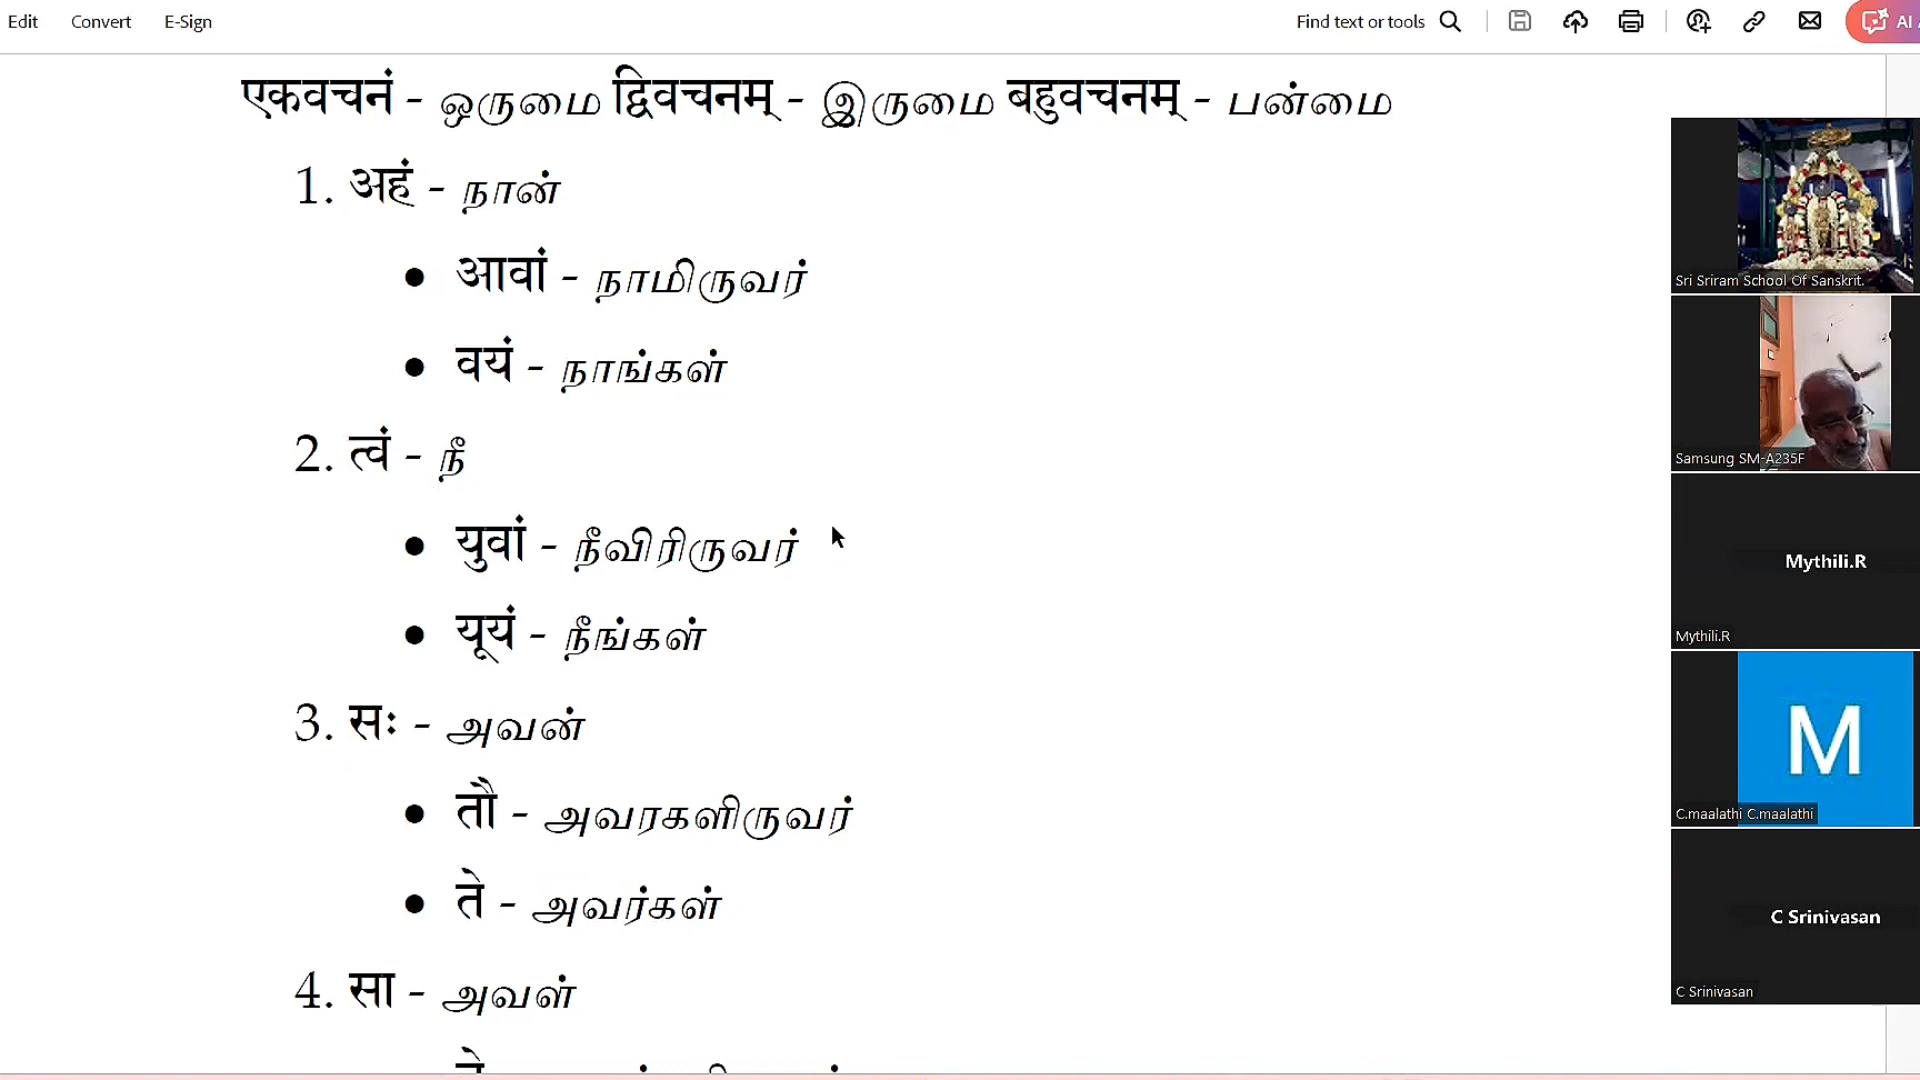 Edit Convert E-Sign Find text or tools AI
एकवचनं - ஒருமை द्विवचनम् - இருமை बहुवचनम् - பன்மை
1. अहं - நான்
● आवां - நாமிருவர்
● वयं - நாங்கள்
2. त्वं - நீ
● युवां - நீவிரிருவர்
● यूयं - நீங்கள்
3. सः - அவன்
● तौ - அவரகளிருவர்
● ते - அவர்கள்
4. सा - அவள்
Sri Sriram School Of Sanskrit.
Samsung SM-A235F
Mythili.R
Mythili.R
M
C.maalathi C.maalathi
C Srinivasan
C Srinivasan